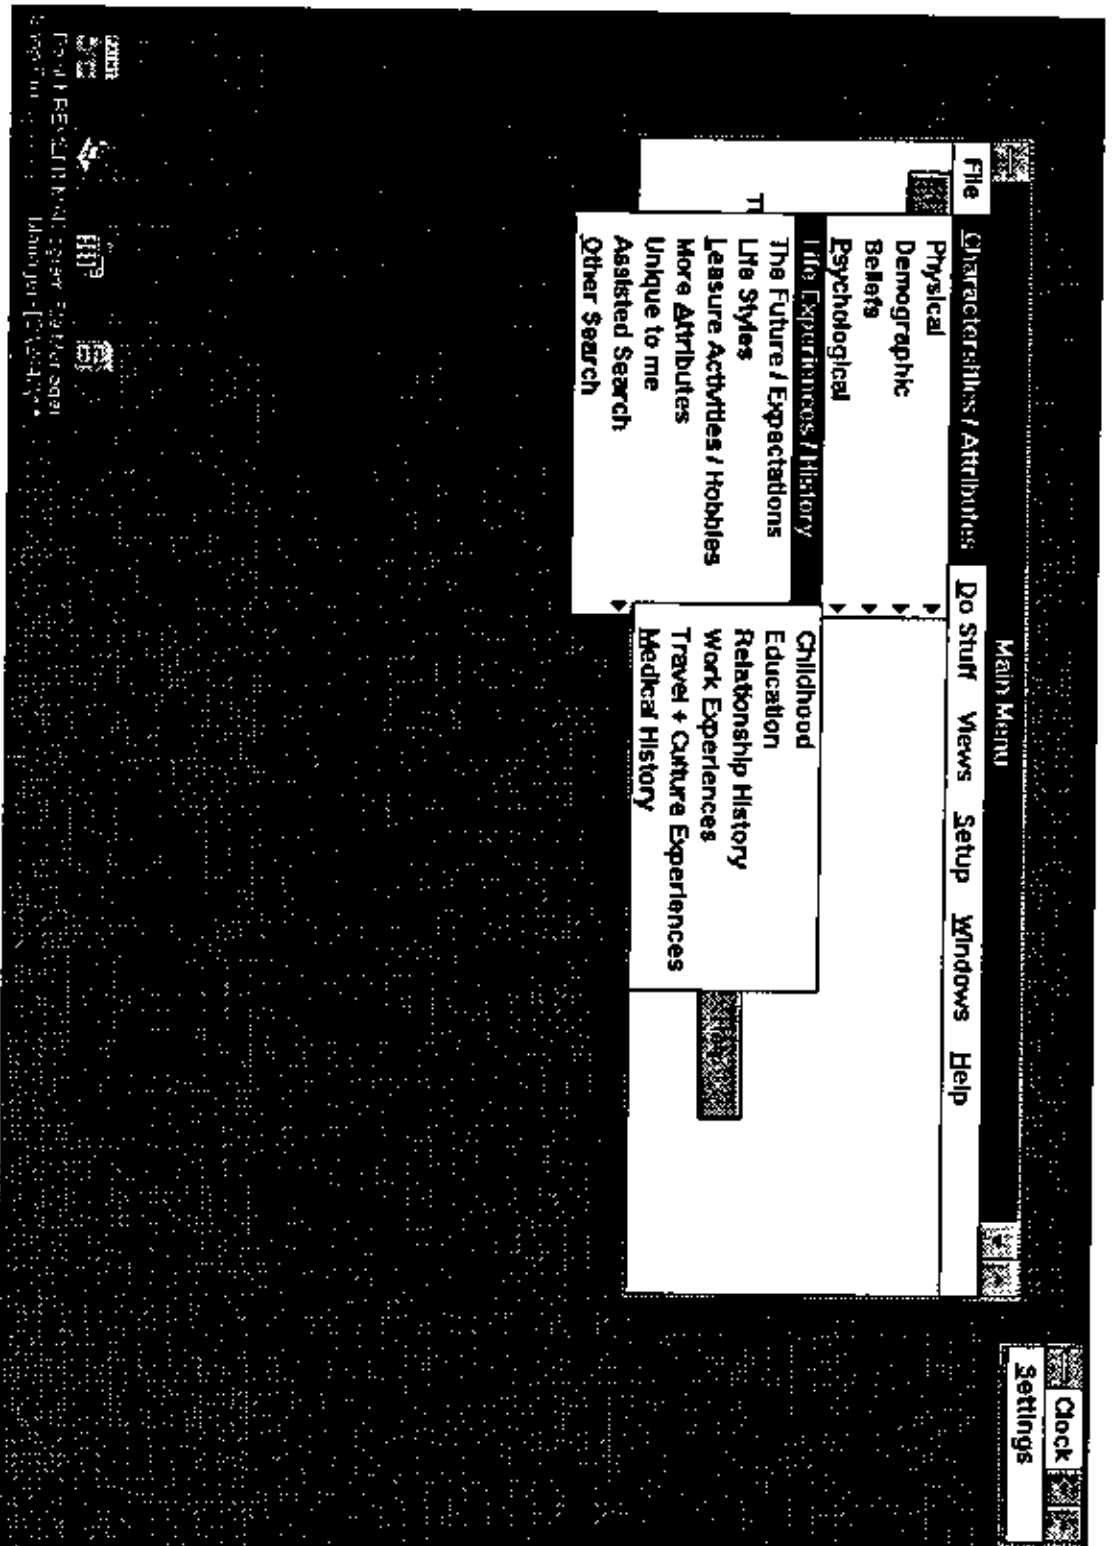 Clock
Settings
Main Menu
File Charactersitics / Attributes Do Stuff Views Setup Windows Help
Physical
Demographic
Beliefs
Psychological
Life Experiences / History
The Future / Expectations
Life Styles
Leasure Activities / Hobbies
More Attributes
Unique to me
Assisted Search
Other Search
Childhood
Education
Relationship History
Work Experiences
Travel + Culture Experiences
Medical History